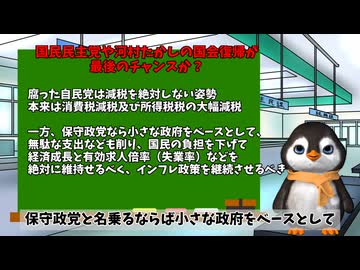 国民民主党や河村たかしの国会復帰が
最後のチャンスか？
腐った自民党は減税を絶対しない姿勢
本来は消費税減税及び所得税税の大幅減税
一方、保守政党なら小さな政府をベースとして、
無駄な支出なども削り、国民の負担を下げて
経済成長と有効求人倍率（失業率）などを
絶対に維持せるべく、インフレ政策を継続させるべき
保守政党と名乗るならば小さな政府をベースとして